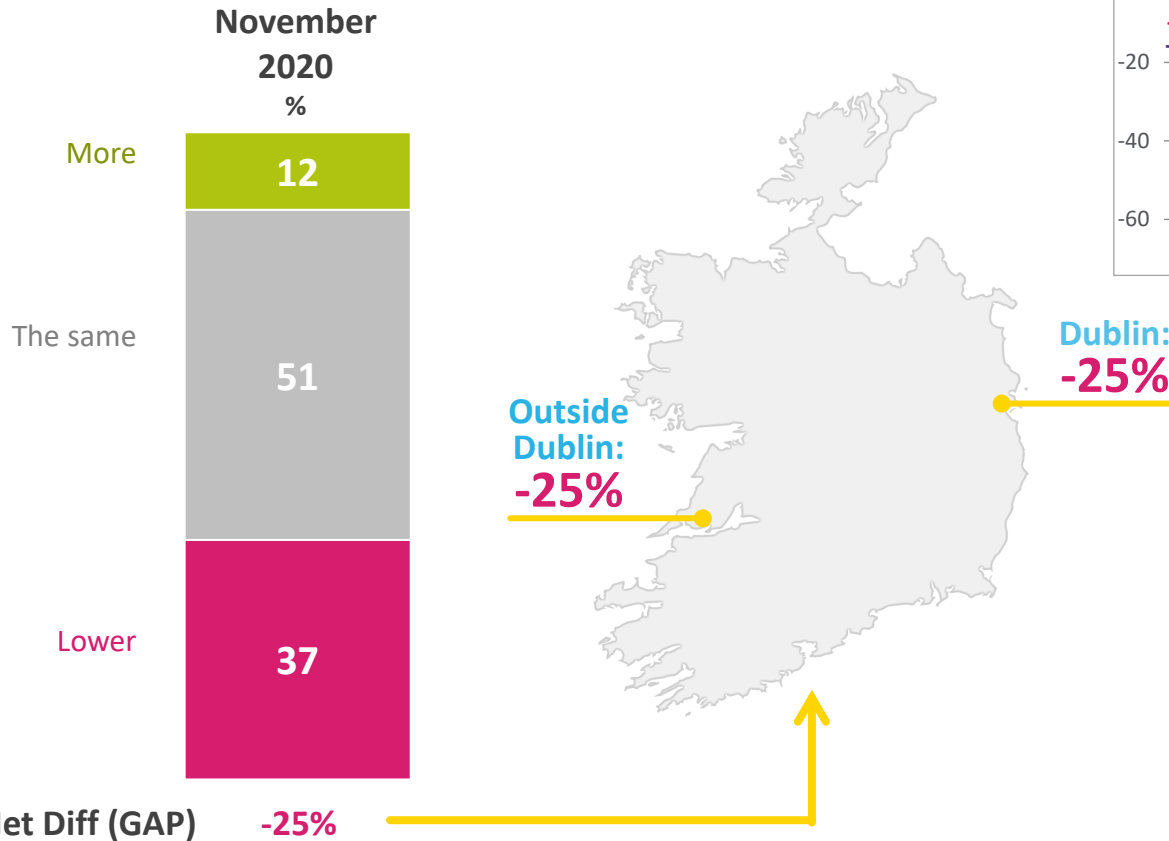 November
2020
%
More
12
The same
51
Lower
37
Net Diff (GAP) -25%
Outside
Dublin:
-25%
Dublin:
-25%
-20
-40
-60